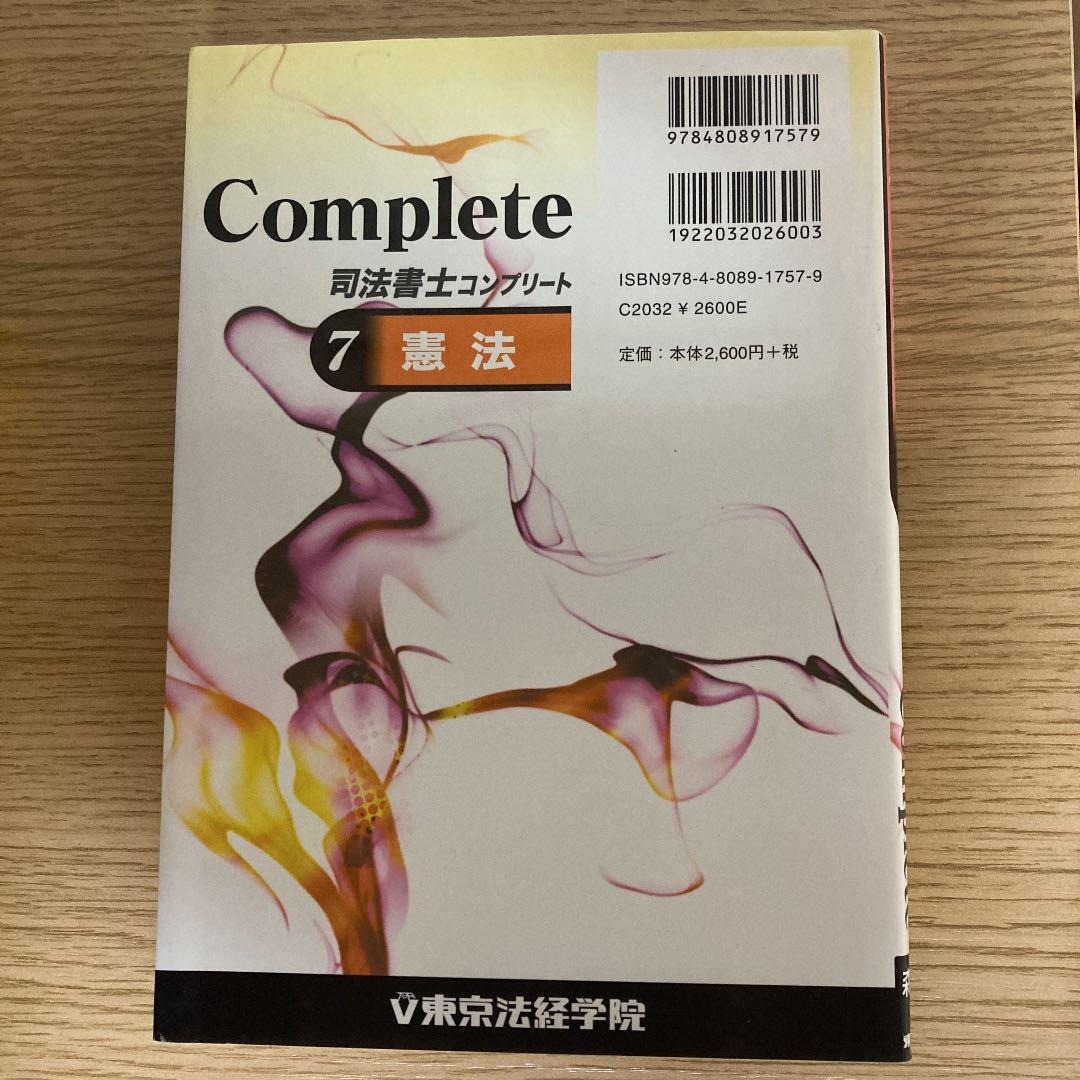 Complete
司法書士コンプリート
7 憲法
9784808917579
1922032026003
ISBN978-4-8089-1757-9
C2032 ¥ 2600E
定価：本体2,600円+税
東京法経学院